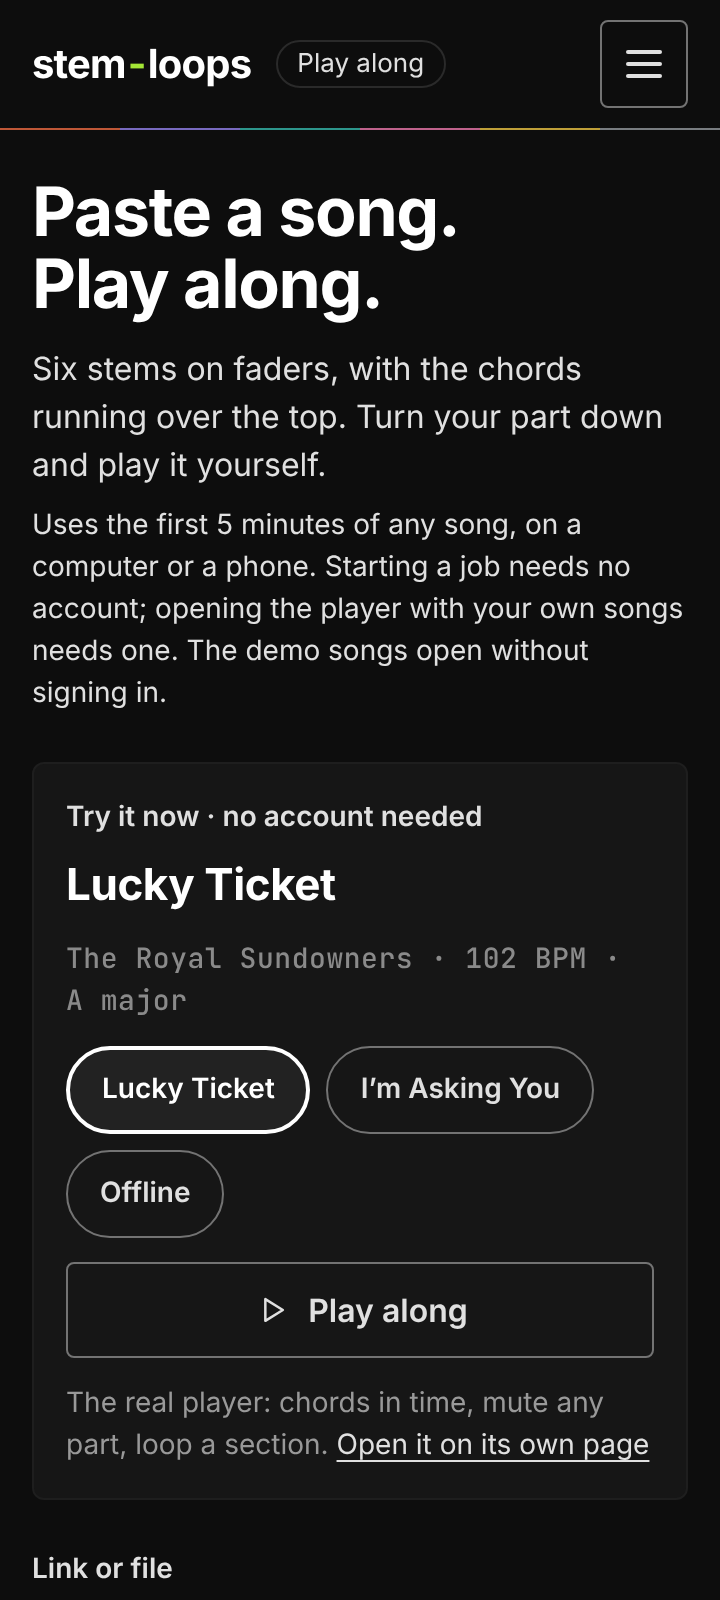 stem-loops Play along
Paste a song.
Play along.
Six stems on faders, with the chords
running over the top. Turn your part down
and play it yourself.
Uses the first 5 minutes of any song, on a
computer or a phone. Starting a job needs no
account; opening the player with your own songs
needs one. The demo songs open without
signing in.
Try it now · no account needed
Lucky Ticket
The Royal Sundowners · 102 BPM ·
A major
Lucky Ticket I’m Asking You
Offline
Play along
The real player: chords in time, mute any
part, loop a section. Open it on its own page
Link or file